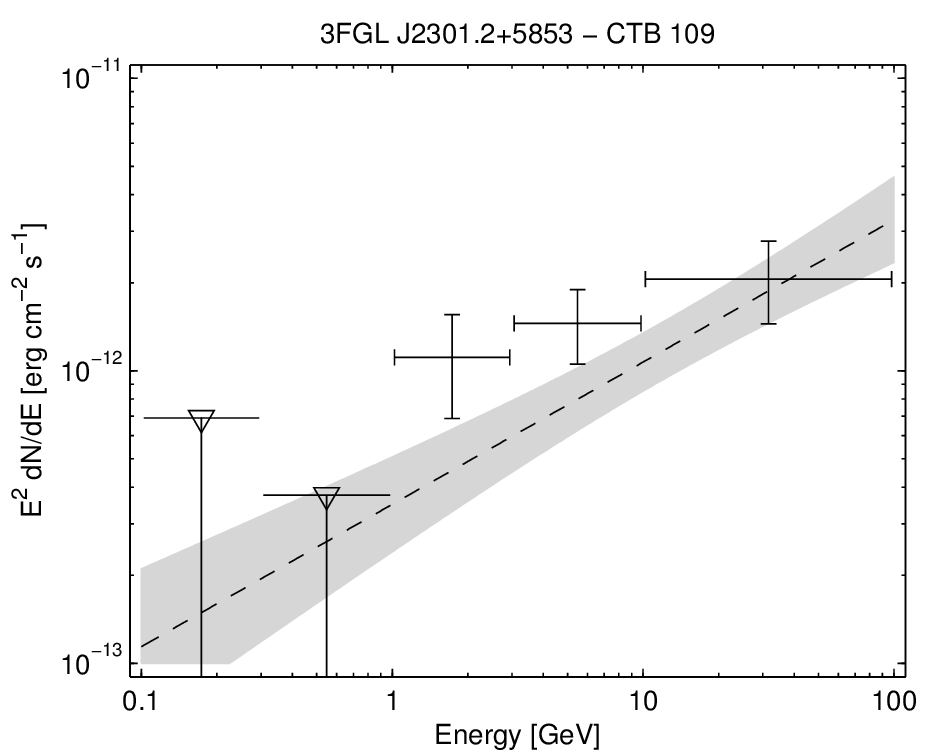 3FGL J2301.2+5853 − CTB 109
10⁻¹¹
10⁻¹²
10⁻¹³
E² dN/dE [erg cm⁻² s⁻¹]
0.1 1 10 100
Energy [GeV]